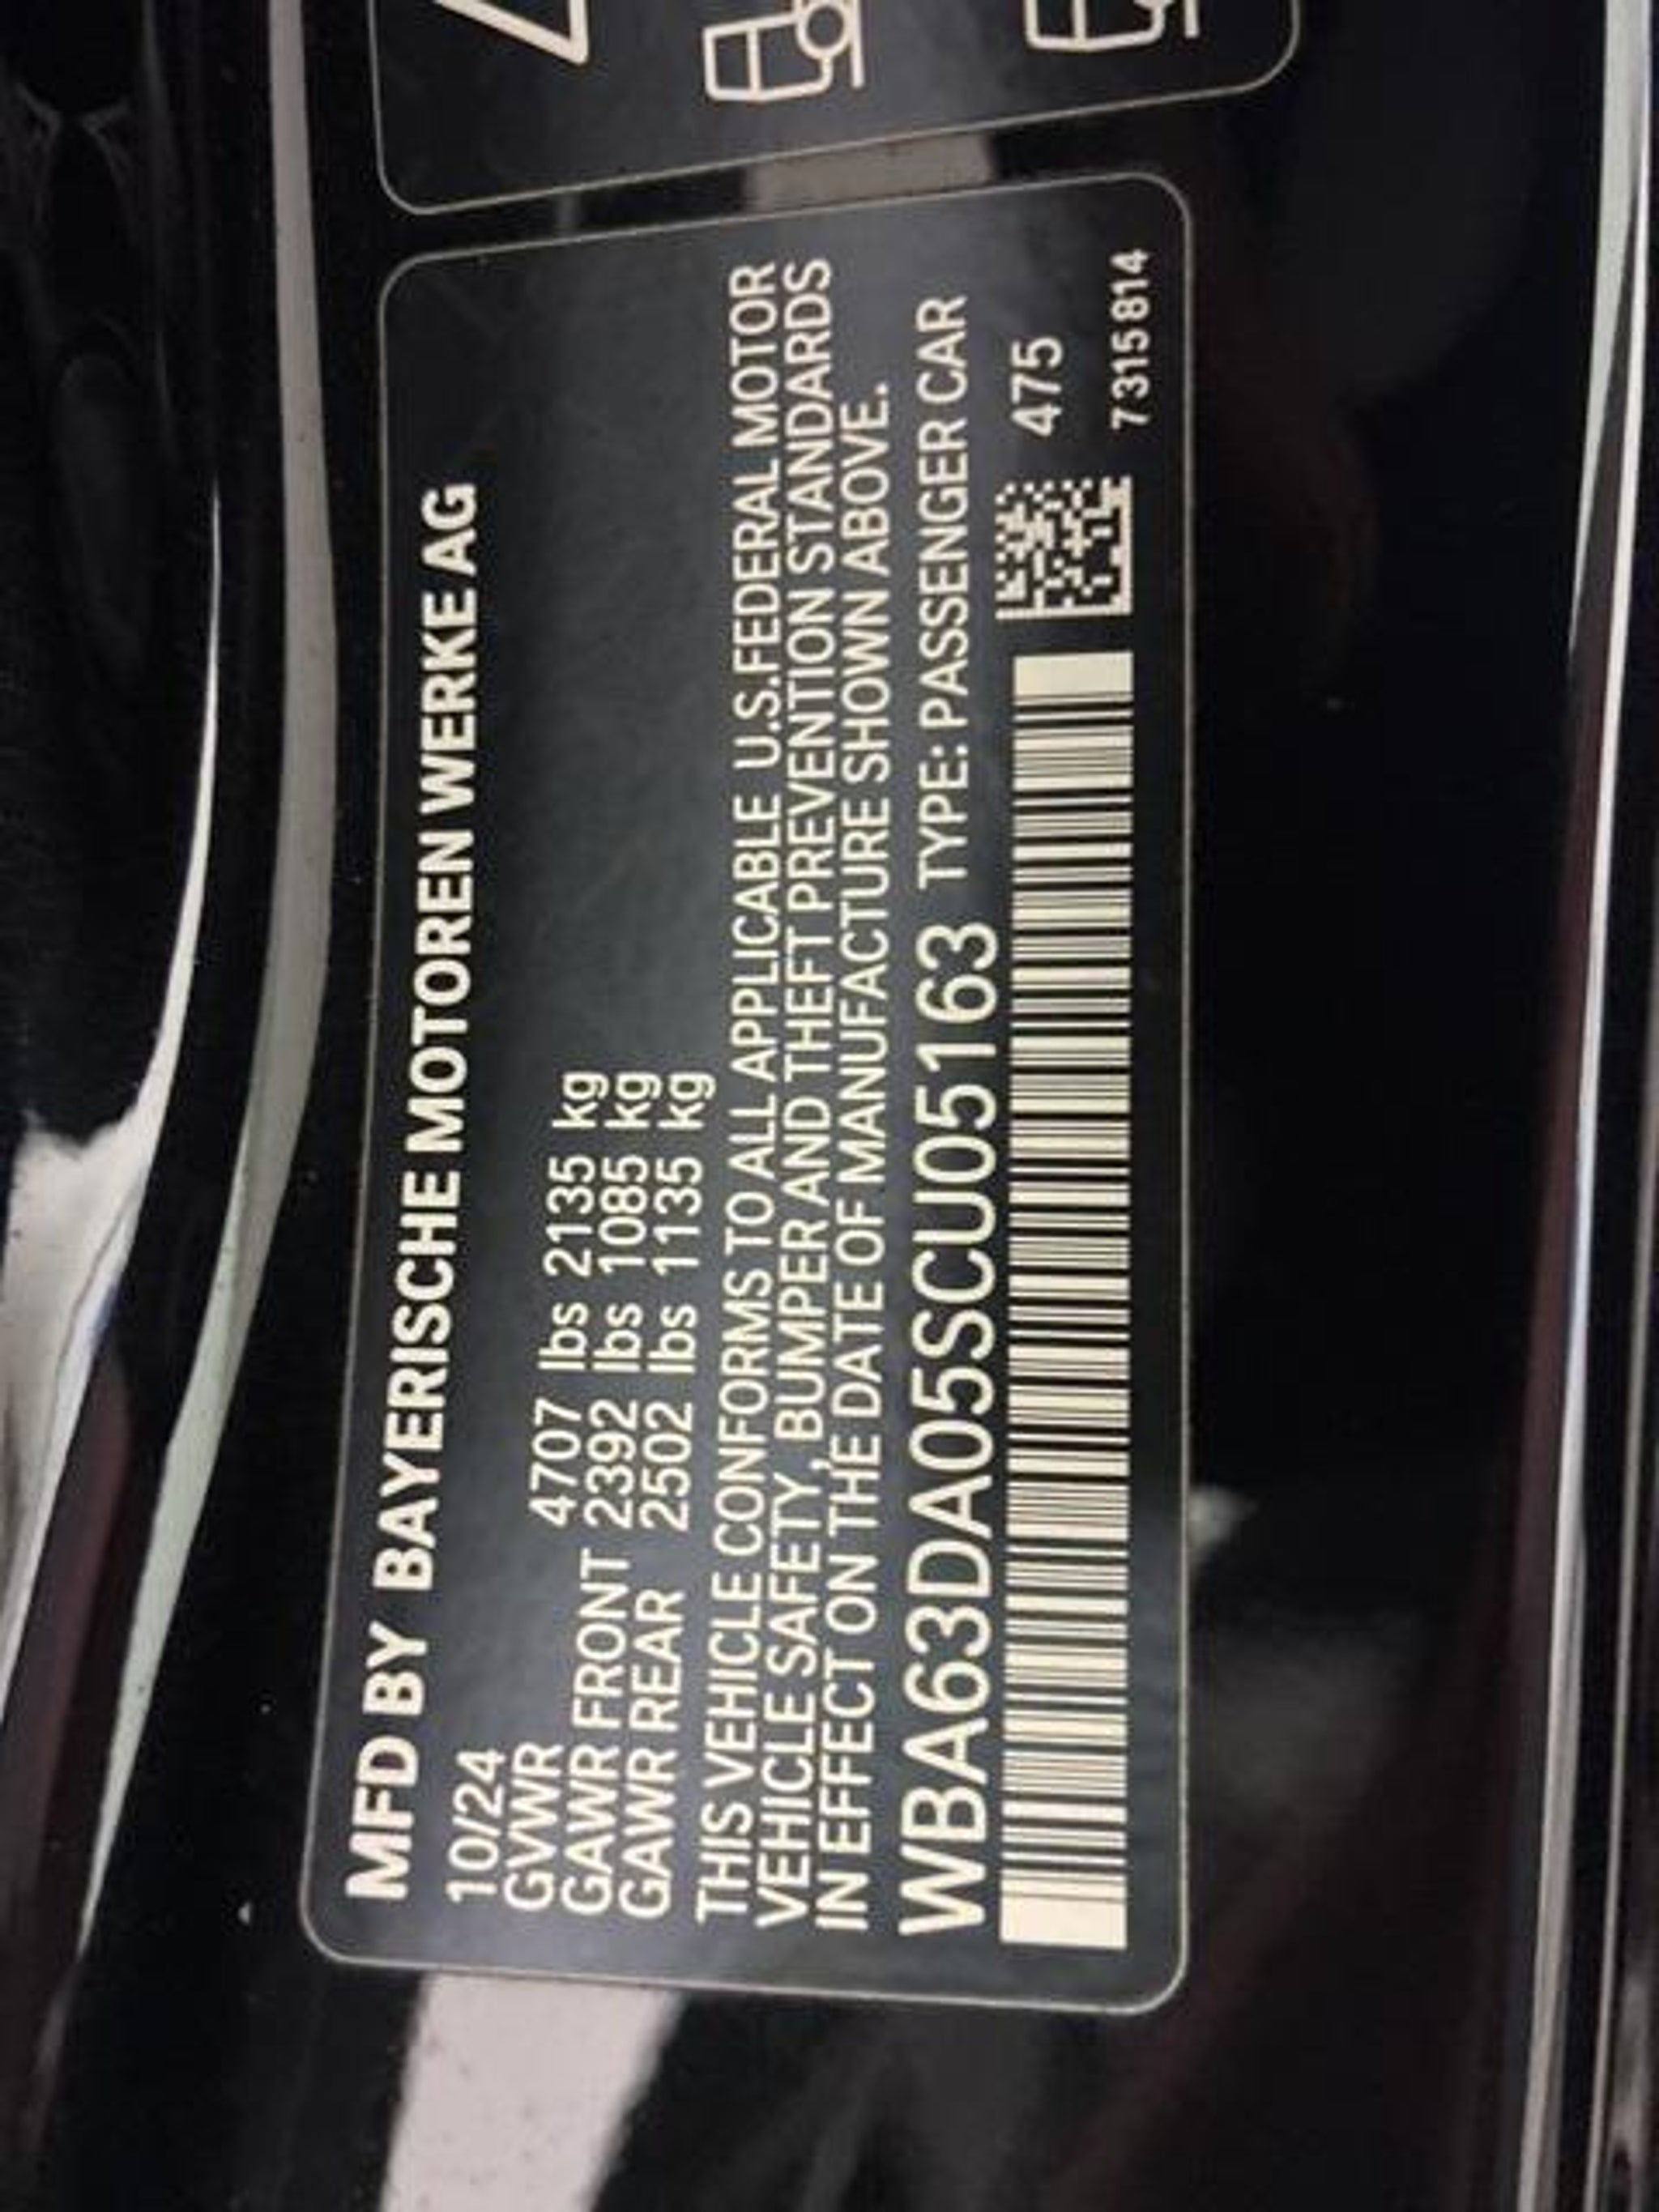 MFD BY BAYERISCHE MOTOREN WERKE AG
10/24
GVWR 4707 lbs 2135 kg
GAWR FRONT 2392 lbs 1085 kg
GAWR REAR 2502 lbs 1135 kg
THIS VEHICLE CONFORMS TO ALL APPLICABLE U.S.FEDERAL MOTOR
VEHICLE SAFETY, BUMPER AND THEFT PREVENTION STANDARDS
IN EFFECT ON THE DATE OF MANUFACTURE SHOWN ABOVE.
WBA63DA05SCU05163 TYPE: PASSENGER CAR
475
7315814